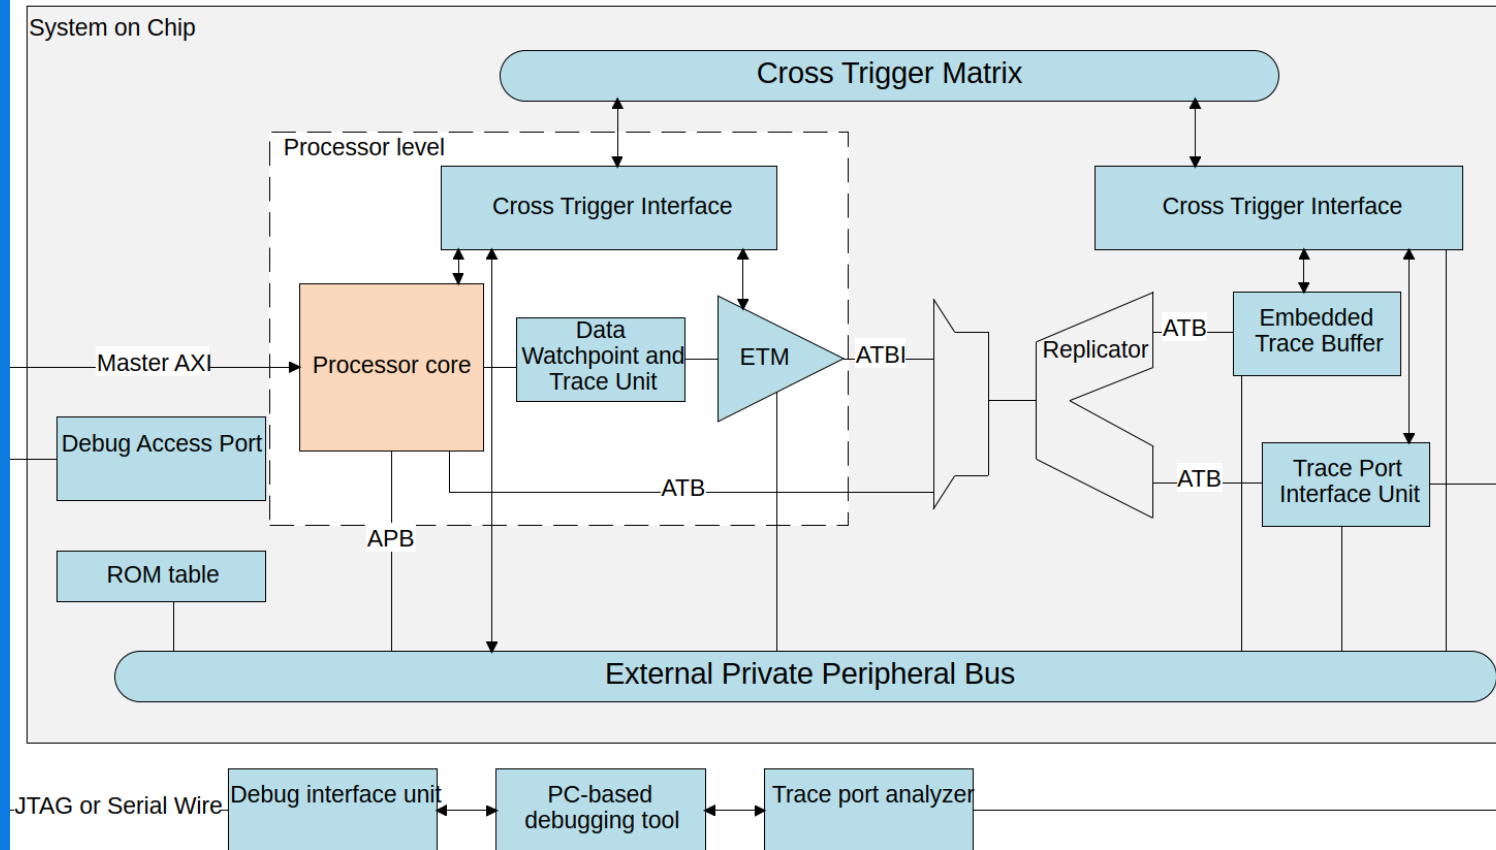 System on Chip
Cross Trigger Matrix
Processor level
Cross Trigger Interface
Cross Trigger Interface
Master AXI
Processor core
Data
Watchpoint and
Trace Unit
ETM
ATBI
Replicator
ATB
Embedded
Trace Buffer
Debug Access Port
ATB
ATB
Trace Port
Interface Unit
APB
ROM table
External Private Peripheral Bus
JTAG or Serial Wire
Debug interface unit
PC-based
debugging tool
Trace port analyzer